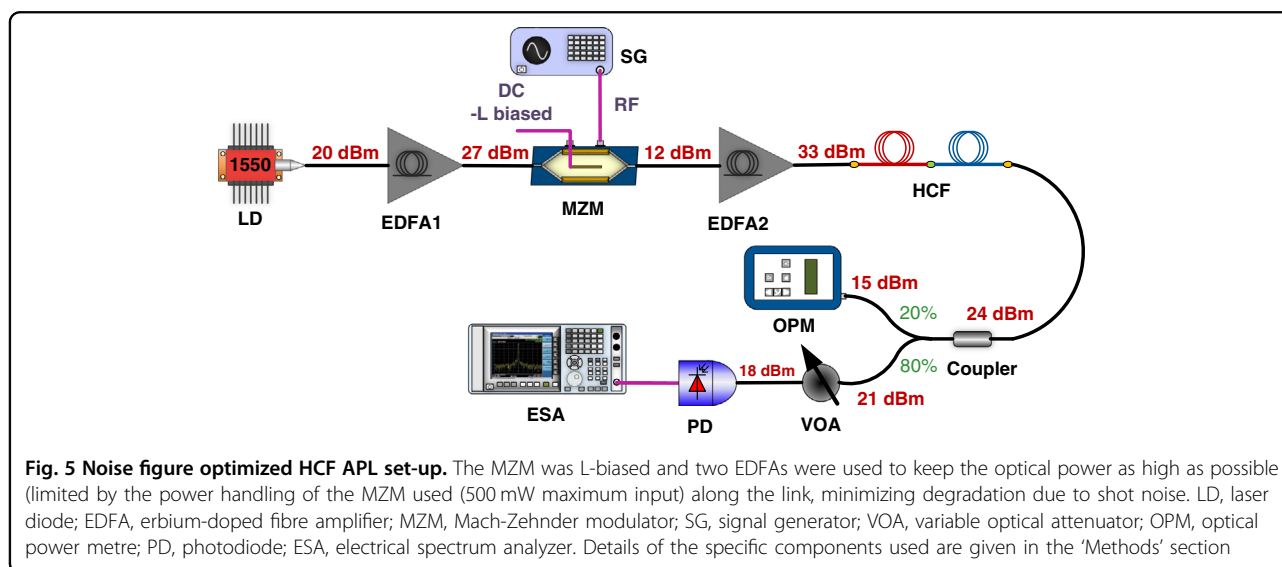 SG
DC
-L biased
RF
20 dBm
27 dBm
12 dBm
33 dBm
1550
LD
EDFA1
MZM
EDFA2
HCF
15 dBm
20%
24 dBm
OPM
80%
Coupler
18 dBm
21 dBm
ESA
PD
VOA
Fig. 5 Noise figure optimized HCF APL set-up. The MZM was L-biased and two EDFAs were used to keep the optical power as high as possible
(limited by the power handling of the MZM used (500 mW maximum input) along the link, minimizing degradation due to shot noise. LD, laser
diode; EDFA, erbium-doped fibre amplifier; MZM, Mach-Zehnder modulator; SG, signal generator; VOA, variable optical attenuator; OPM, optical
power metre; PD, photodiode; ESA, electrical spectrum analyzer. Details of the specific components used are given in the ‘Methods’ section